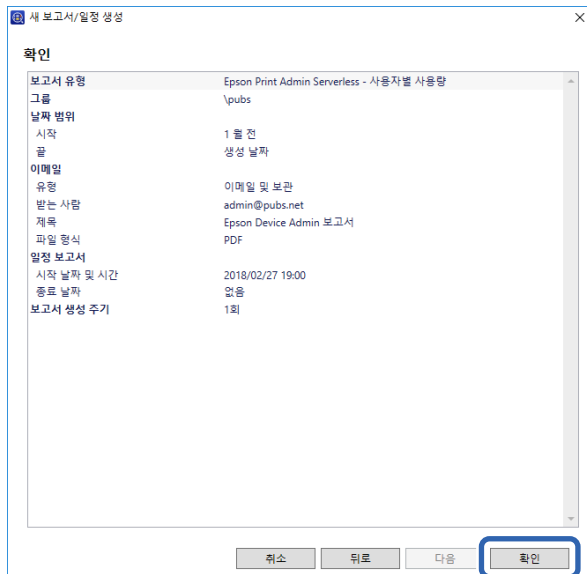 새 보고서/일정 생성
확인
보고서 유형 Epson Print Admin Serverless - 사용자별 사용량
그룹 \pubs
날짜 범위
시작 1 월 전
끝 생성 날짜
이메일
유형 이메일 및 보관
받는 사람 admin@pubs.net
제목 Epson Device Admin 보고서
파일 형식 PDF
일정 보고서
시작 날짜 및 시간 2018/02/27 19:00
종료 날짜 없음
보고서 생성 주기 1회
취소 뒤로 다음 확인